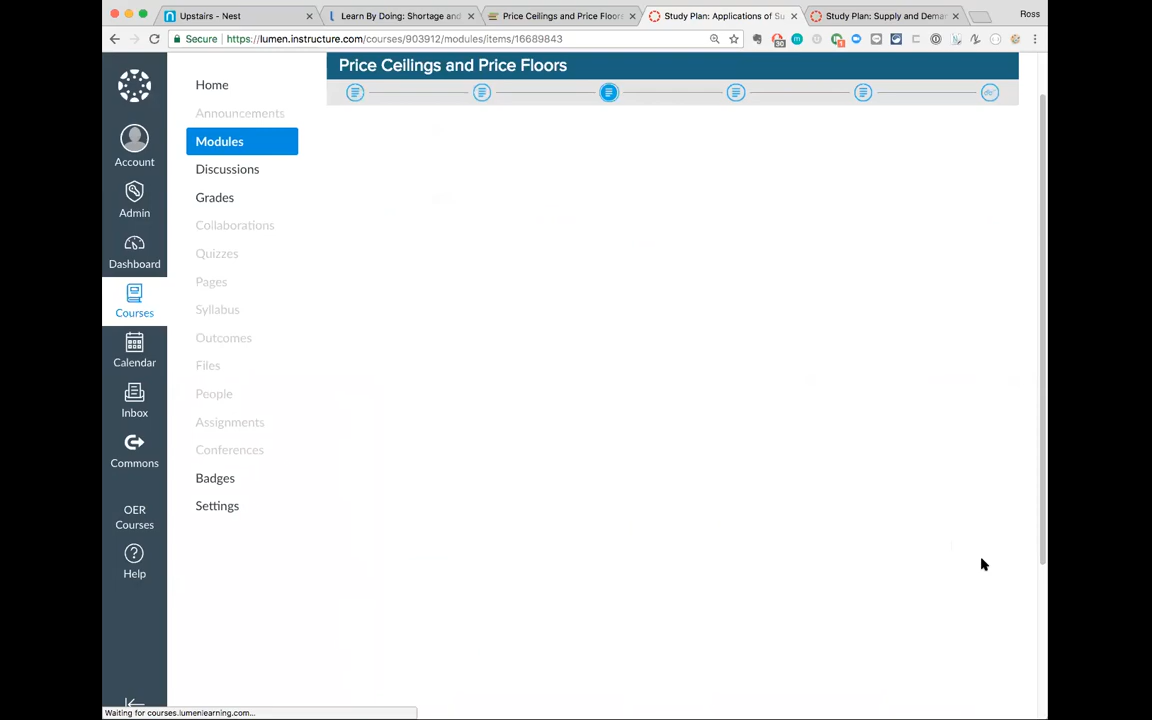 Upstairs - Nest
Learn By Doing: Shortage and
Price Ceilings and Price Floors
Study Plan: Applications of Su
Study Plan: Supply and Deman
Ross
Secure
https://lumen.instructure.com/courses/903912/modules/items/16689843
Price Ceilings and Price Floors
Account
Admin
Dashboard
Courses
Calendar
Inbox
Commons
OER
Courses
Help
Home
Announcements
Modules
Discussions
Grades
Collaborations
Quizzes
Pages
Syllabus
Outcomes
Files
People
Assignments
Conferences
Badges
Settings
Waiting for courses.lumenlearning.com...